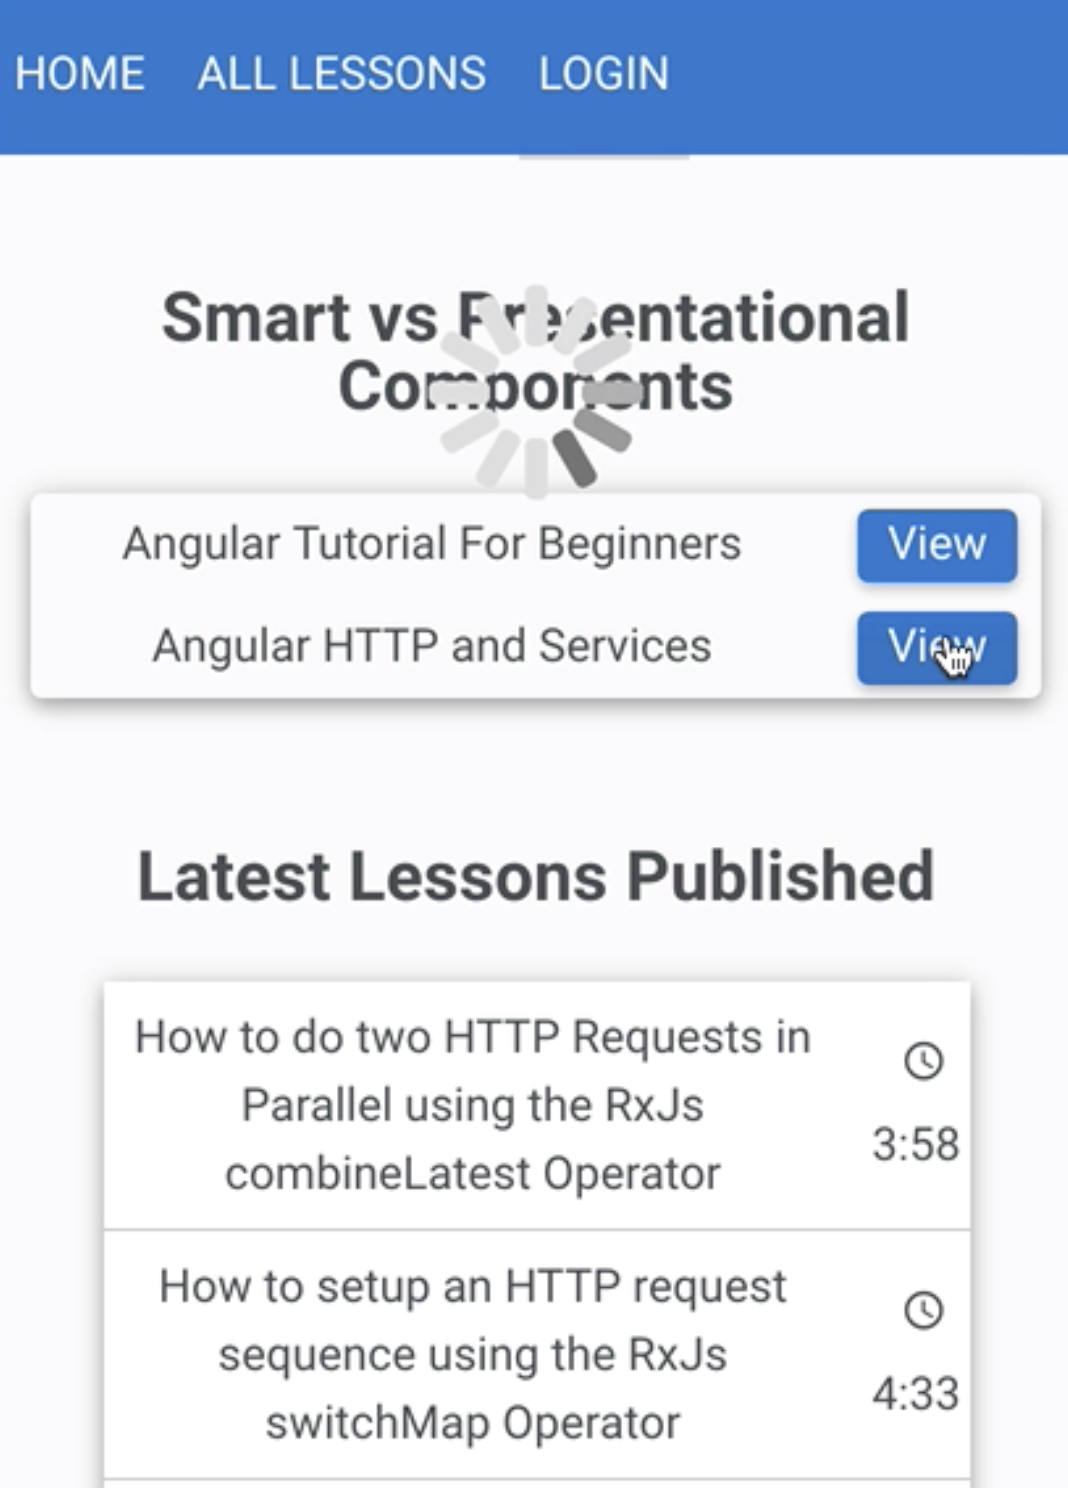 HOME ALL LESSONS LOGIN
Smart vs Presentational
Components
Angular Tutorial For Beginners View
Angular HTTP and Services View
Latest Lessons Published
How to do two HTTP Requests in
Parallel using the RxJs
combineLatest Operator
3:58
How to setup an HTTP request
sequence using the RxJs
switchMap Operator
4:33